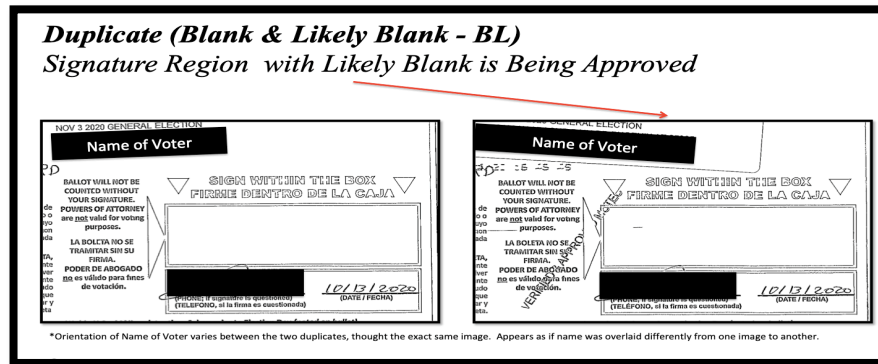 Duplicate (Blank & Likely Blank - BL)
Signature Region with Likely Blank is Being Approved
NOV 3 2020 GENERAL ELECTION
Name of Voter
BALLOT WILL NOT BE
COUNTED WITHOUT
YOUR SIGNATURE.
POWERS OF ATTORNEY
are not valid for voting
purposes.
LA BOLETA NO SE
TRAMITAR SIN SU
FIRMA.
PODER DE ABOGADO
no es válido para fines
de votación.
SIGN WITHIN THE BOX
FIRME DENTRO DE LA CAJA
10/13/2020
(PHONE, if signature is questioned)
(TELEFONO, si la firma es cuestionada)
(DATE / FECHA)
GENERAL ELECTION
Name of Voter
BALLOT WILL NOT BE
COUNTED WITHOUT
YOUR SIGNATURE.
POWERS OF ATTORNEY
are not valid for voting
purposes.
LA BOLETA NO SE
TRAMITAR SIN SU
FIRMA.
PODER DE ABOGADO
no es válido para fines
de votación.
VERIFIED & APPROVED
SIGN WITHIN THE BOX
FIRME DENTRO DE LA CAJA
10/13/2020
(PHONE, if signature is questioned)
(TELÉFONO, si la firma es cuestionada)
(DATE / FECHA)
*Orientation of Name of Voter varies between the two duplicates, thought the exact same image. Appears as if name was overlaid differently from one image to another.